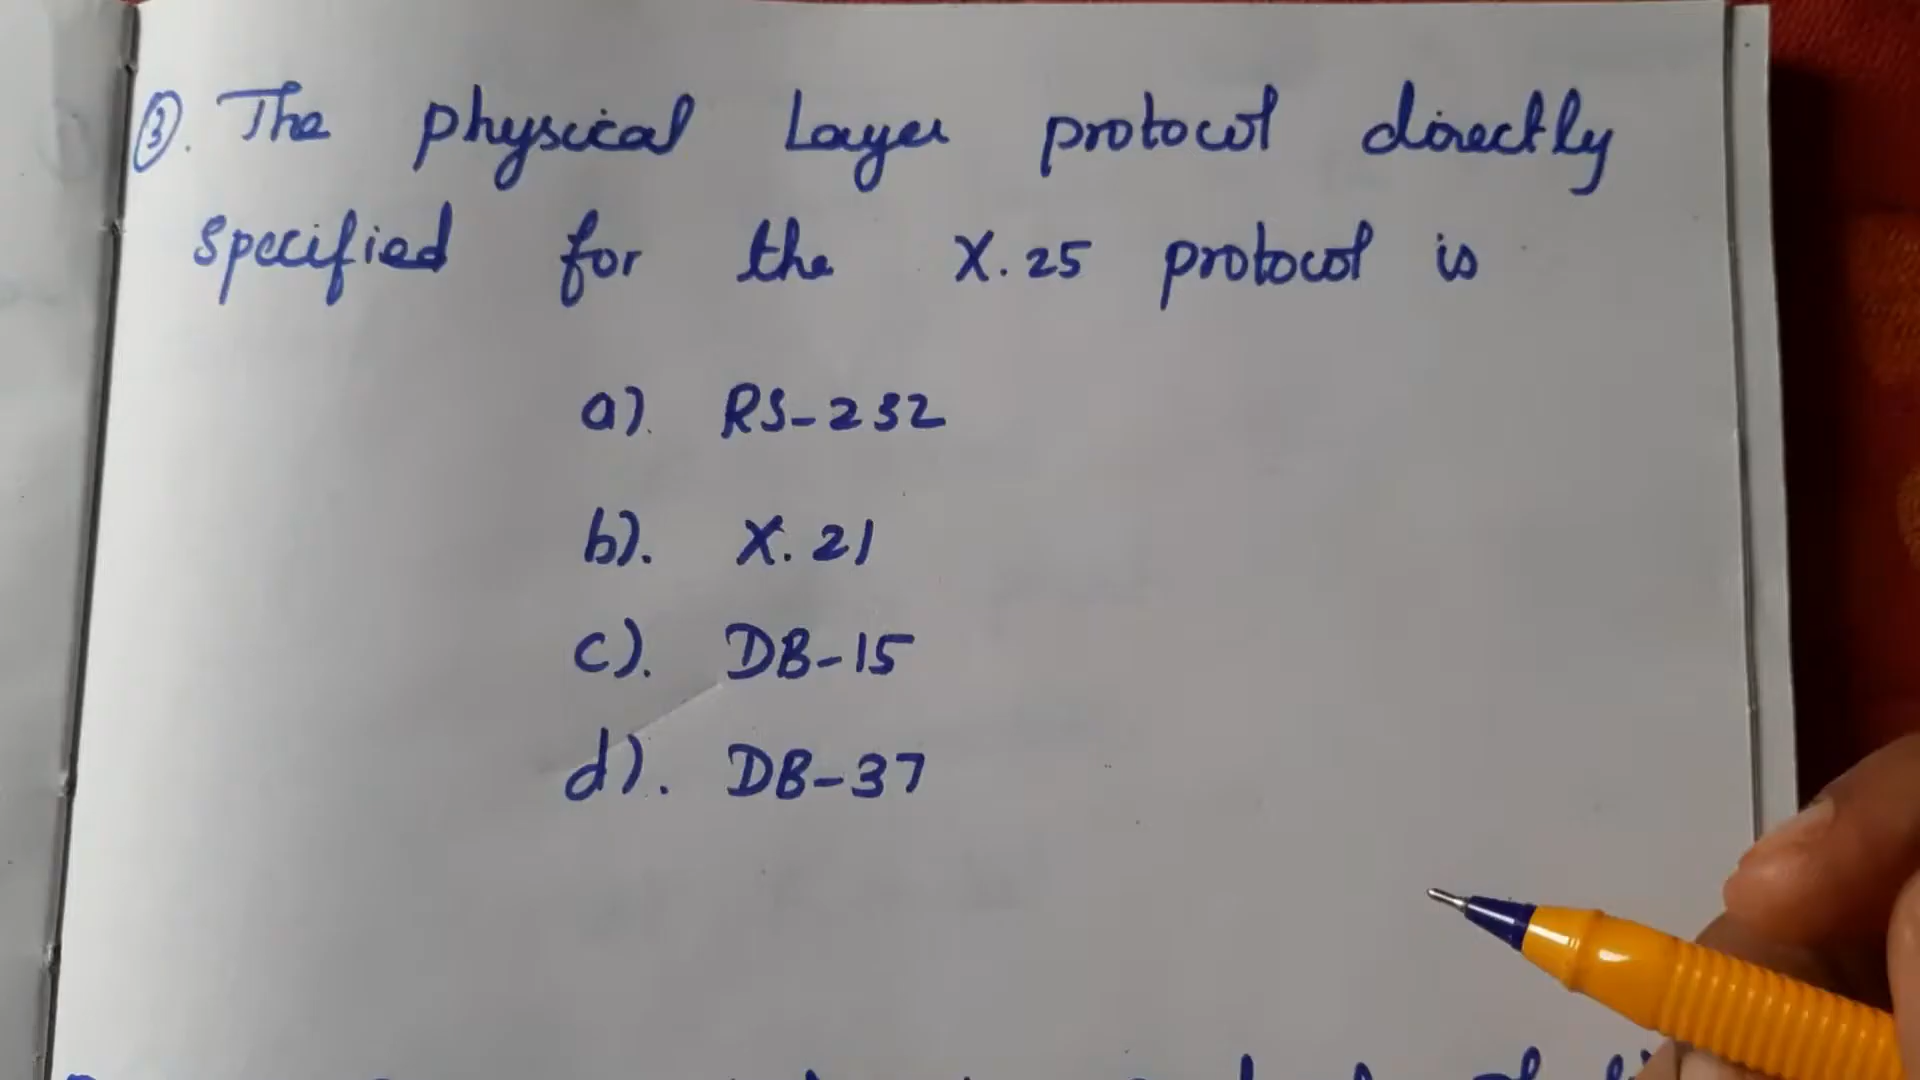 3. The physical Layer protocol directly
specified for the X.25 protocol is
a). RS-232
b). X.21
c). DB-15
d). DB-37